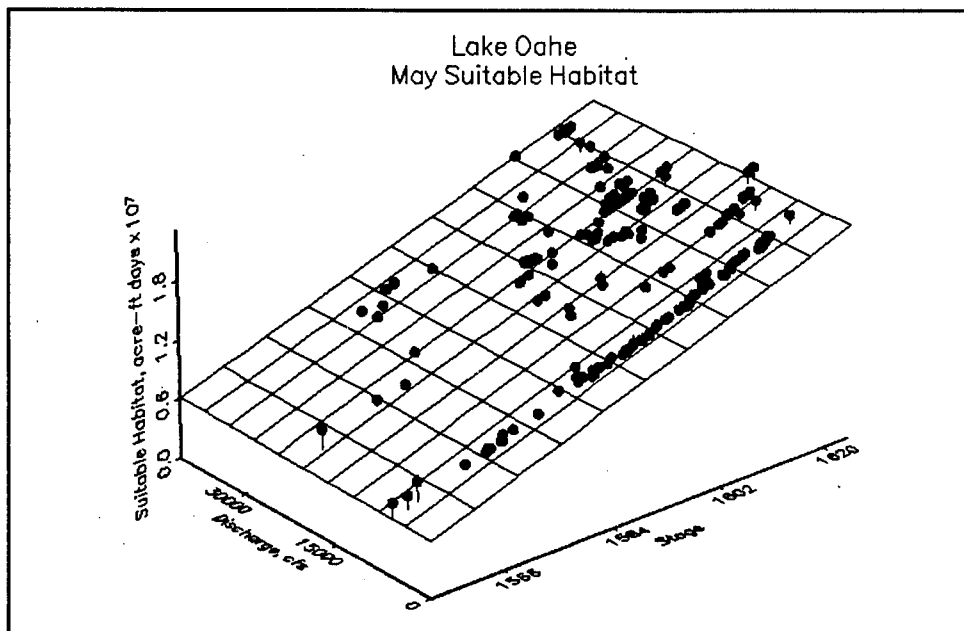 Lake Oahe
May Suitable Habitat
Suitable Habitat, acre-ft days x 10⁷
1.8
1.2
0.6
0.0
30000
15000
0
Discharge, cfs
1566
1584
1602
1620
Stage